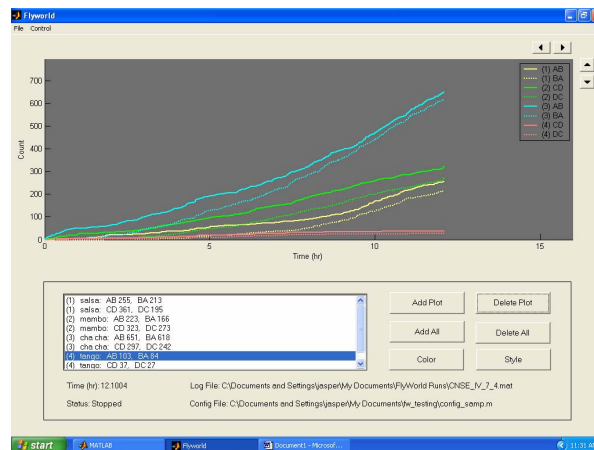 Flyworld
File Control
(1) AB
(1) BA
(2) CD
(2) DC
(3) AB
(3) BA
(4) CD
(4) DC
700
600
500
400
300
200
100
0
Count
0 5 10 15
Time (hr)
(1) salsa: AB 255, BA 213
(1) salsa: CD 361, DC 195
(2) mambo: AB 223, BA 166
(2) mambo: CD 323, DC 273
(3) cha cha: AB 651, BA 618
(3) cha cha: CD 297, DC 242
(4) tango: AB 103, BA 84
(4) tango: CD 37, DC 27
Add Plot Delete Plot
Add All Delete All
Color Style
Time (hr): 12.1004 Log File: C:\Documents and Settings\jasper\My Documents\FlyWorld Runs\CNSE_IV_7_4.mat
Status: Stopped Config File: C:\Documents and Settings\jasper\My Documents\fw_testing\config_samp.m
start MATLAB Flyworld Document1 - Microsof... 11:31 AM